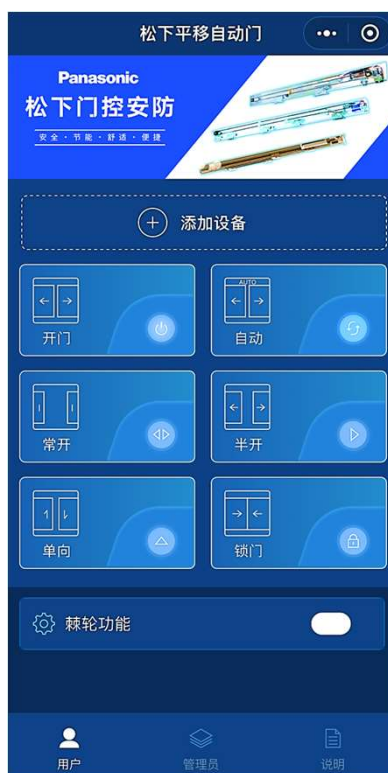 松下平移自动门
Panasonic
松下门控安防
安全·节能·舒适·便捷
添加设备
开门
AUTO
自动
常开
半开
单向
锁门
棘轮功能
用户
管理员
说明